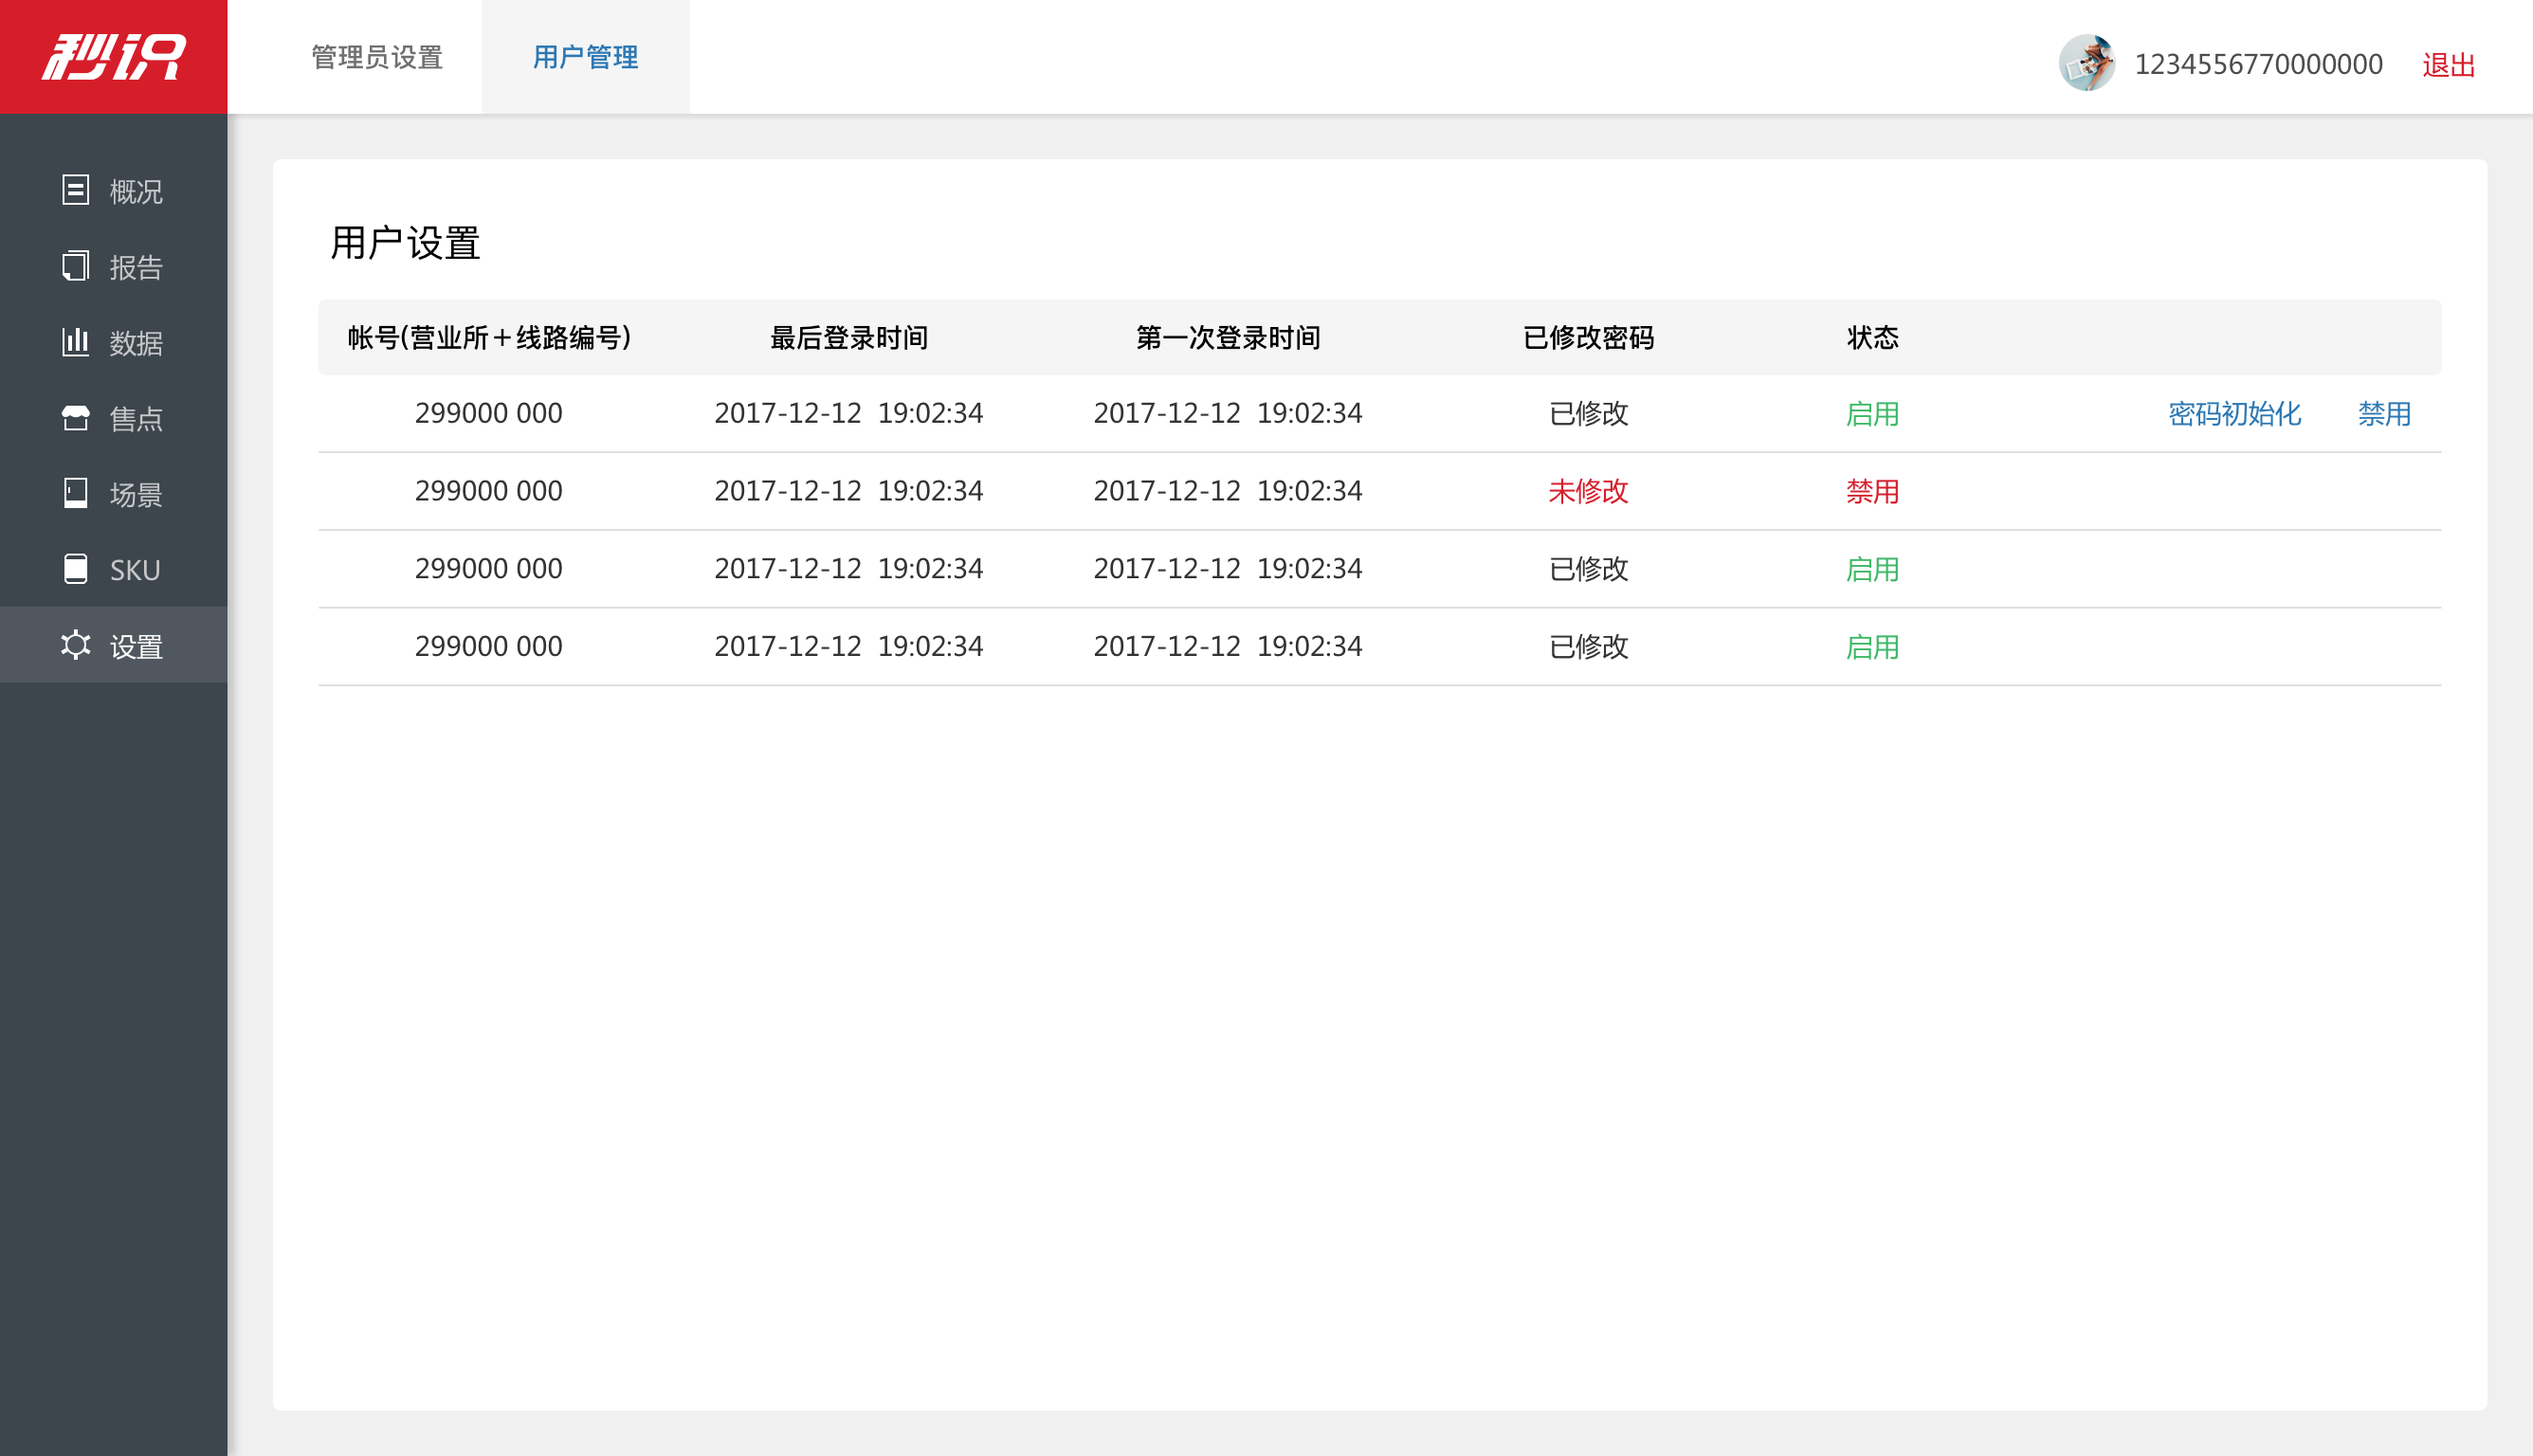 秒识
管理员设置 用户管理 1234556770000000 退出
概况
报告
数据
售点
场景
SKU
设置
用户设置
帐号(营业所＋线路编号) 最后登录时间 第一次登录时间 已修改密码 状态
299000 000 2017-12-12 19:02:34 2017-12-12 19:02:34 已修改 启用 密码初始化 禁用
299000 000 2017-12-12 19:02:34 2017-12-12 19:02:34 未修改 禁用
299000 000 2017-12-12 19:02:34 2017-12-12 19:02:34 已修改 启用
299000 000 2017-12-12 19:02:34 2017-12-12 19:02:34 已修改 启用